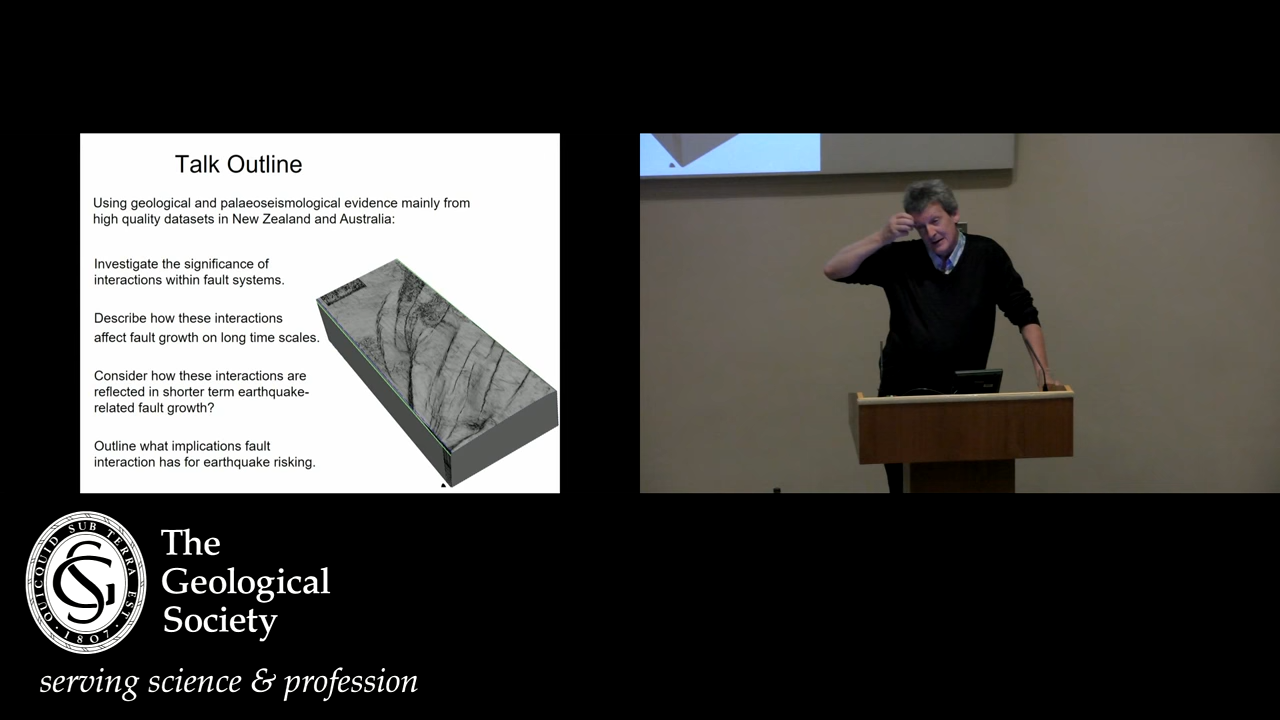 Talk Outline
Using geological and palaeoseismological evidence mainly from
high quality datasets in New Zealand and Australia:
Investigate the significance of
interactions within fault systems.
Describe how these interactions
affect fault growth on long time scales.
Consider how these interactions are
reflected in shorter term earthquake-
related fault growth?
Outline what implications fault
interaction has for earthquake risking.
QUICQUID SUB TERRA EST
GS
· 1807 ·
The
Geological
Society
serving science & profession